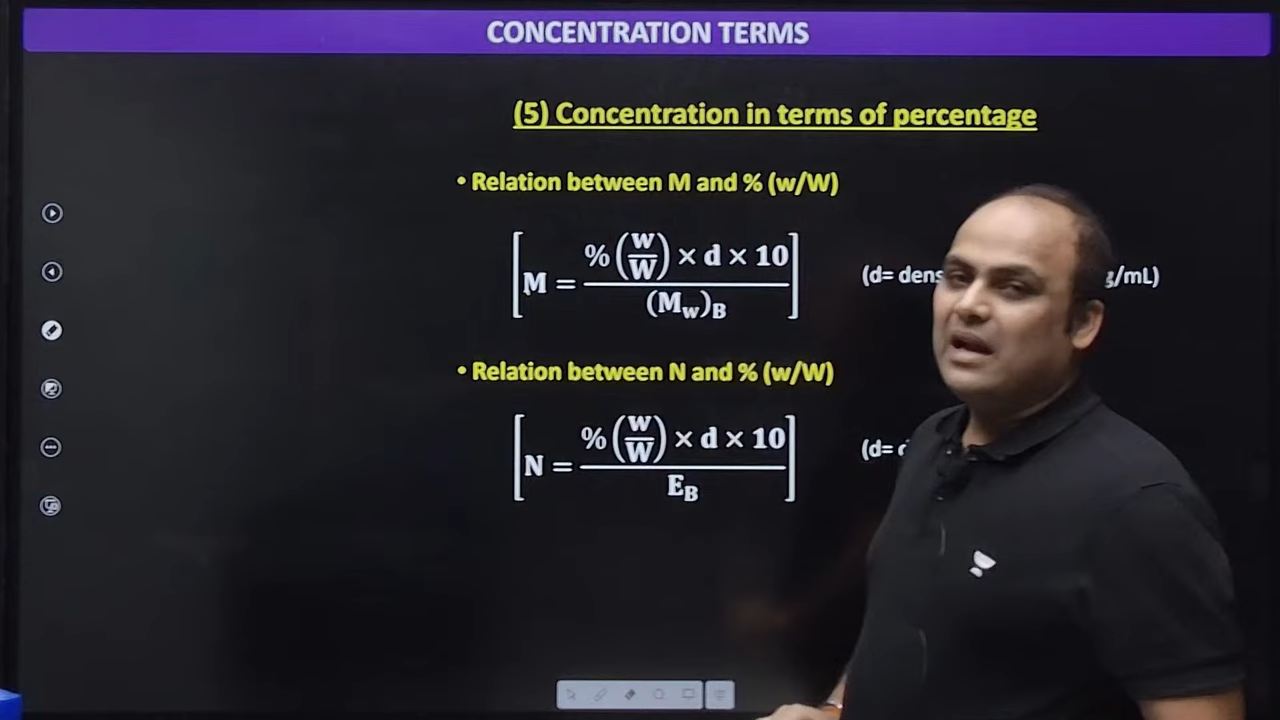 CONCENTRATION TERMS
(5) Concentration in terms of percentage
• Relation between M and % (w/W)
[M = %(w/W) × d × 10 / (Mw)B]
(d= g/mL)
• Relation between N and % (w/W)
[N = %(w/W) × d × 10 / EB]
(d=